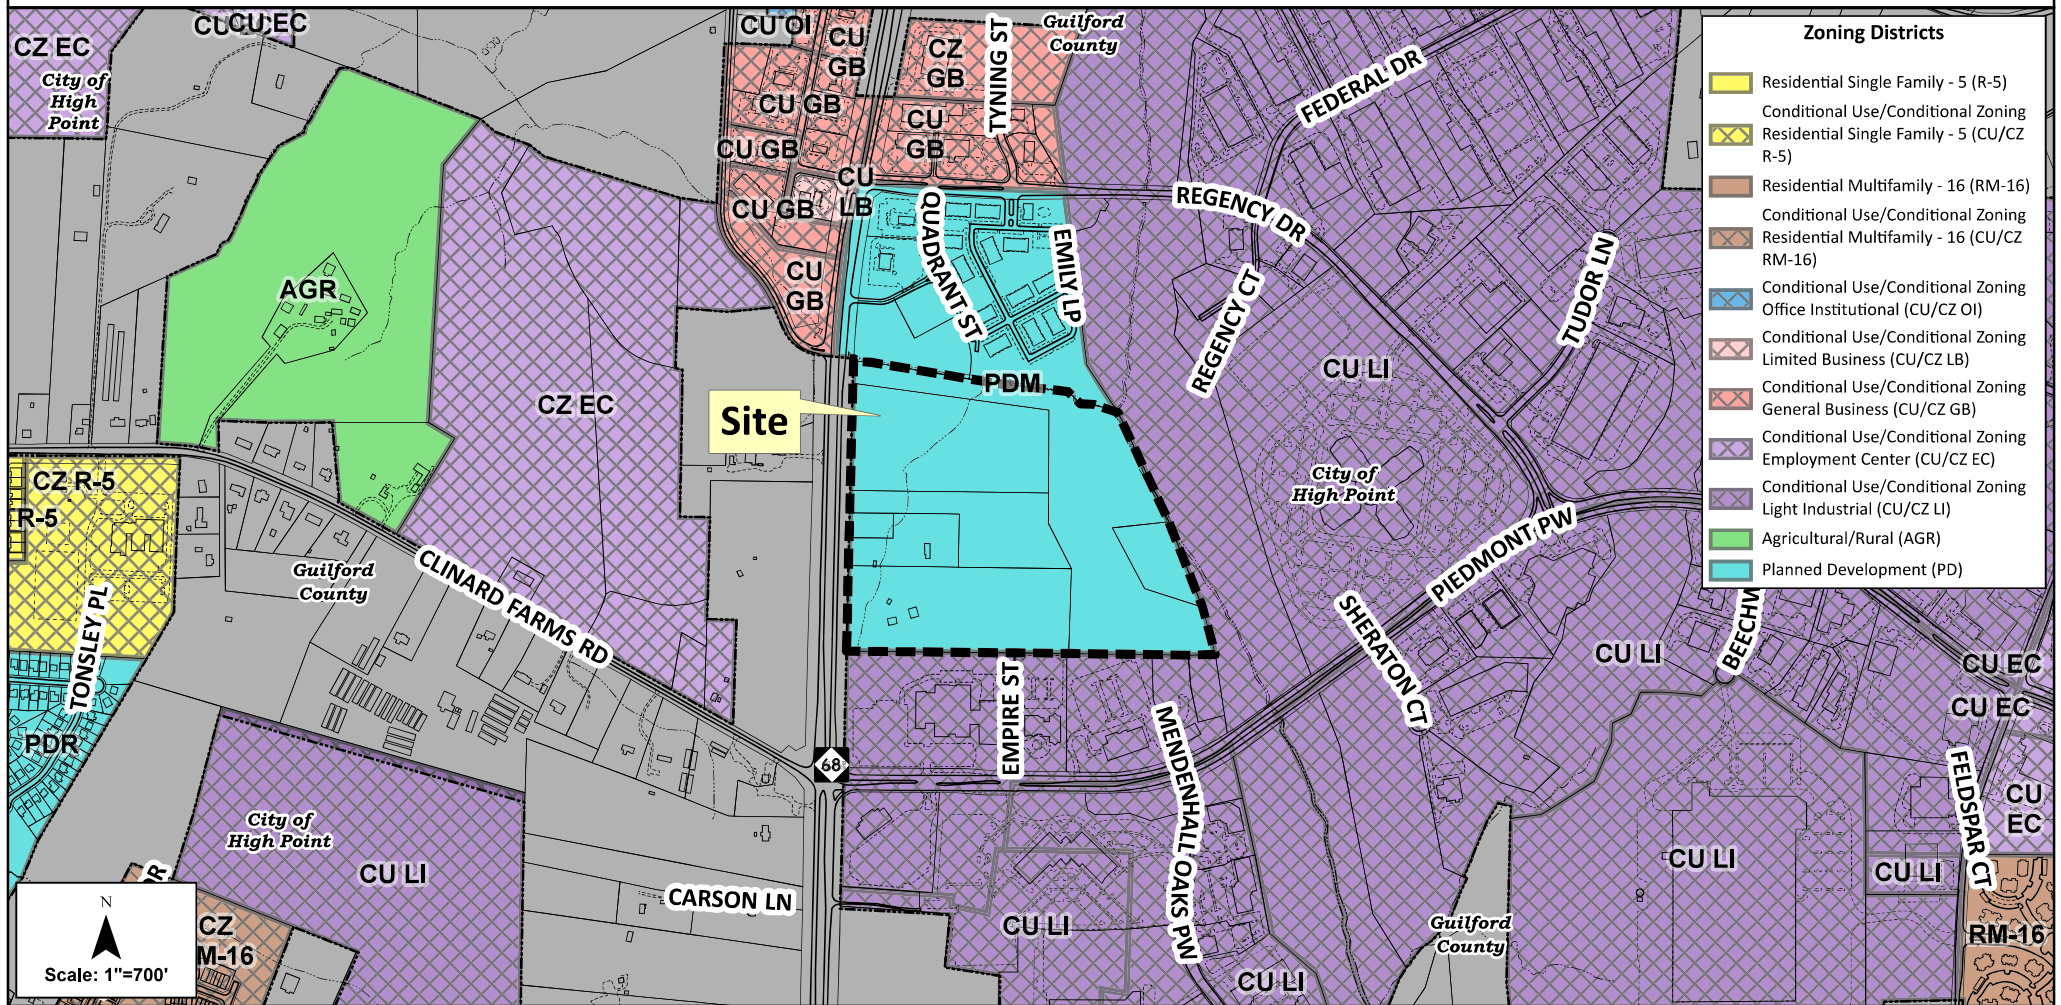 CZ EC
City of
High
Point
CU
CU EC
CU OI
CU
GB
CZ
GB
TYNING ST
Guilford
County
FEDERAL DR
CU GB
CU
GB
CU GB
CU
LB
CU GB
QUADRANT ST
EMILY LP
REGENCY DR
REGENCY CT
TUDOR LN
CU
GB
AGR
CZ EC
PDM
Site
CU LI
City of
High Point
CZ R-5
R-5
TONSLEY PL
PDR
Guilford
County
CLINARD FARMS RD
PIEDMONT PW
SHERATON CT
EMPIRE ST
MENDENHALL OAKS PW
68
CU LI
CU EC
CU EC
FELDSPAR CT
CU
EC
City of
High Point
CU LI
CARSON LN
CU LI
CU LI
Guilford
County
CU LI
CU LI
RM-16
DR
CZ
M-16
N
Scale: 1"=700'
Zoning Districts
Residential Single Family - 5 (R-5)
Conditional Use/Conditional Zoning
Residential Single Family - 5 (CU/CZ
R-5)
Residential Multifamily - 16 (RM-16)
Conditional Use/Conditional Zoning
Residential Multifamily - 16 (CU/CZ
RM-16)
Conditional Use/Conditional Zoning
Office Institutional (CU/CZ OI)
Conditional Use/Conditional Zoning
Limited Business (CU/CZ LB)
Conditional Use/Conditional Zoning
General Business (CU/CZ GB)
Conditional Use/Conditional Zoning
Employment Center (CU/CZ EC)
Conditional Use/Conditional Zoning
Light Industrial (CU/CZ LI)
Agricultural/Rural (AGR)
Planned Development (PD)